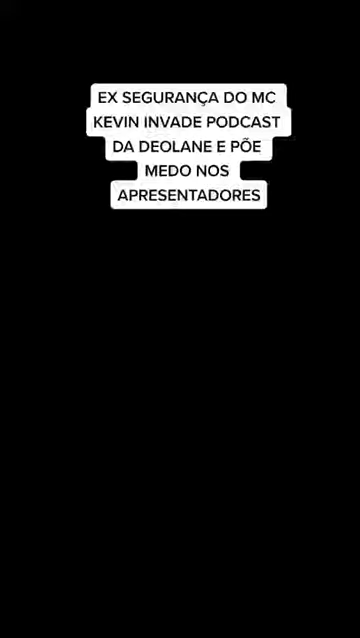 EX SEGURANÇA DO MC
KEVIN INVADE PODCAST
DA DEOLANE E PÕE
MEDO NOS
APRESENTADORES